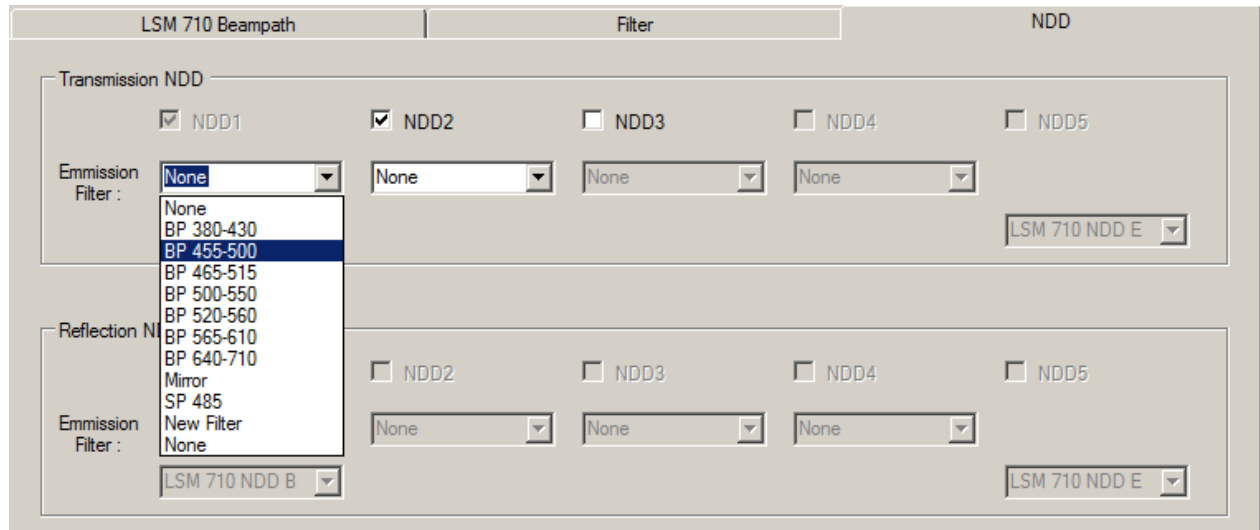 LSM 710 Beampath Filter NDD
Transmission NDD
NDD1 NDD2 NDD3 NDD4 NDD5
Emmission
Filter :
None None None None
None
BP 380-430
BP 455-500
BP 465-515
BP 500-550
BP 520-560
BP 565-610
BP 640-710
Mirror
SP 485
New Filter
None
LSM 710 NDD E
Reflection N
NDD2 NDD3 NDD4 NDD5
Emmission
Filter :
None None None
LSM 710 NDD B LSM 710 NDD E